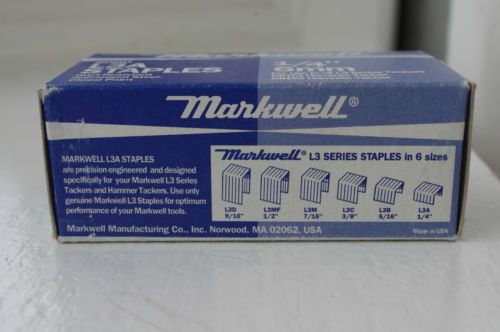 L3A
STAPLES
1/4"
6mm
Markwell®
MARKWELL L3A STAPLES
are precision engineered and designed
specifically for your Markwell L3 Series
Tackers and Hammer Tackers. Use only
genuine Markwell L3 Staples for optimum
performance of your Markwell tools.
Markwell Manufacturing Co., Inc. Norwood, MA 02062, USA
Markwell® L3 SERIES STAPLES in 6 sizes
L3D L3MF L3M L3C L3B L3A
9/16" 1/2" 7/16" 3/8" 5/16" 1/4"
Made in USA